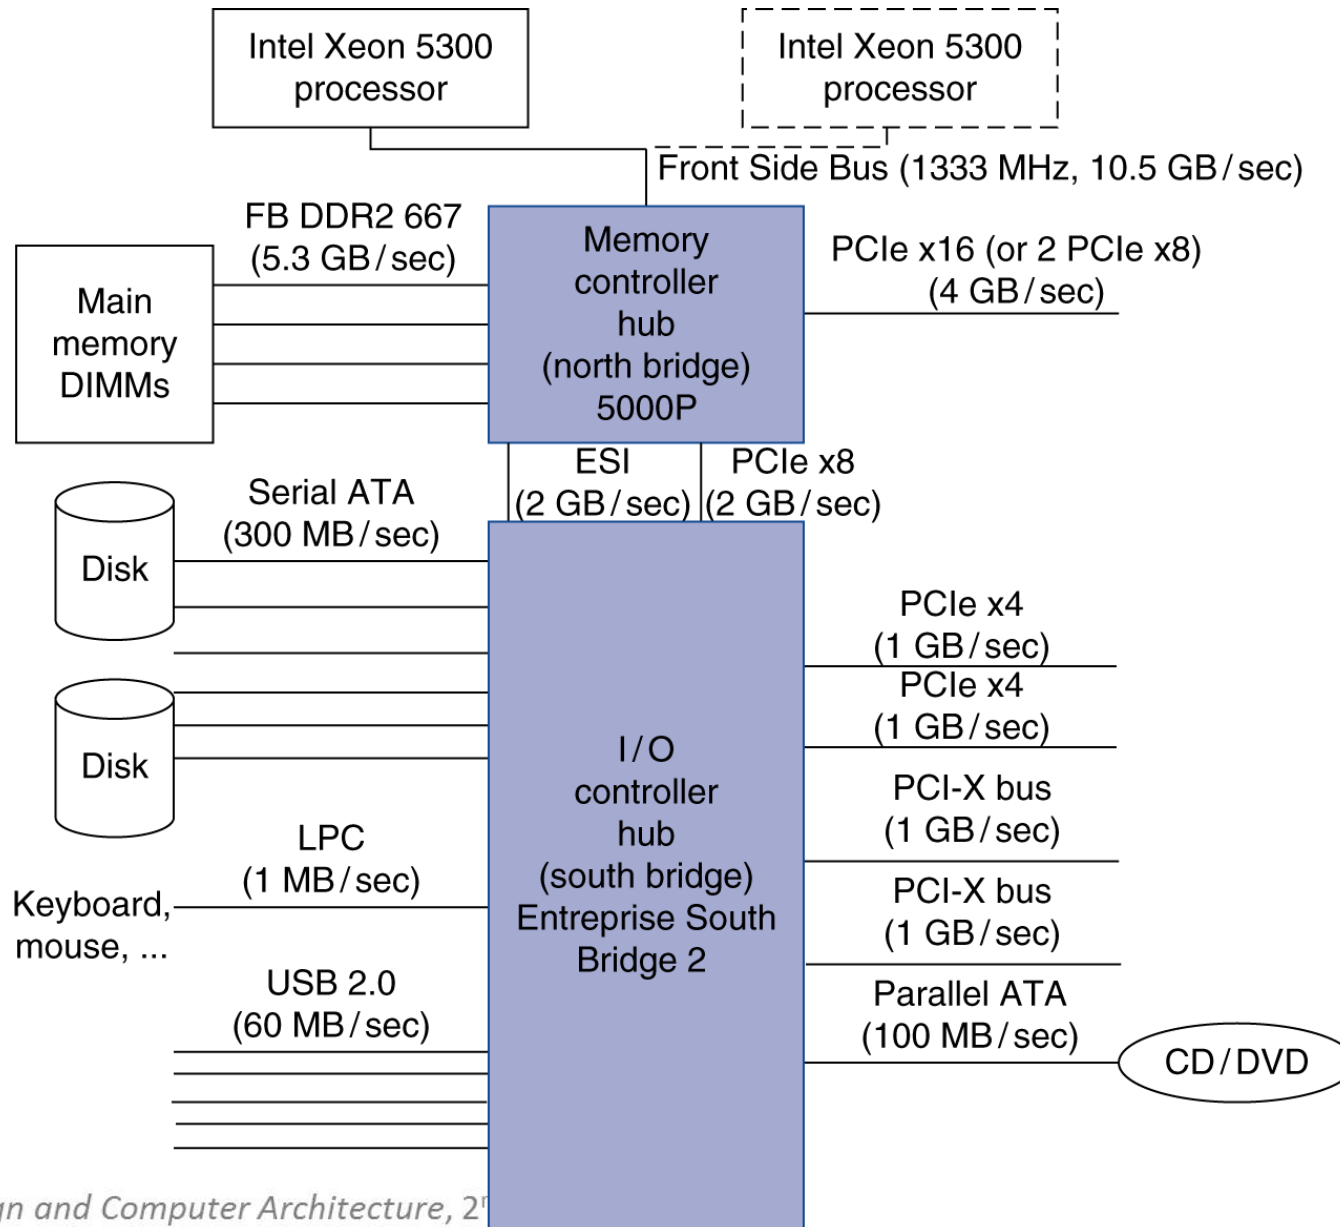 Intel Xeon 5300
processor
Intel Xeon 5300
processor
Front Side Bus (1333 MHz, 10.5 GB/sec)
FB DDR2 667
(5.3 GB/sec)
Main
memory
DIMMs
Memory
controller
hub
(north bridge)
5000P
PCIe x16 (or 2 PCIe x8)
(4 GB/sec)
ESI
(2 GB/sec)
PCIe x8
(2 GB/sec)
Serial ATA
(300 MB/sec)
Disk
Disk
LPC
(1 MB/sec)
Keyboard,
mouse, ...
USB 2.0
(60 MB/sec)
I/O
controller
hub
(south bridge)
Entreprise South
Bridge 2
PCIe x4
(1 GB/sec)
PCIe x4
(1 GB/sec)
PCI-X bus
(1 GB/sec)
PCI-X bus
(1 GB/sec)
Parallel ATA
(100 MB/sec)
CD/DVD
and Computer Architecture,